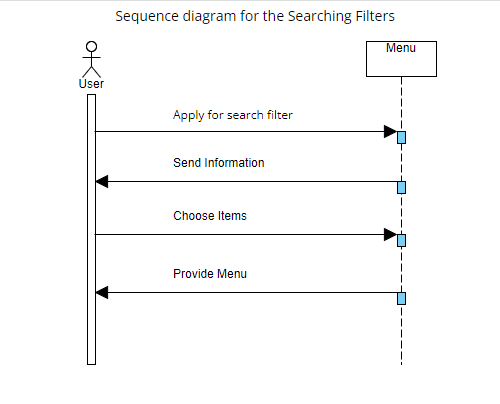 Sequence diagram for the Searching Filters
Menu
User
Apply for search filter
Send Information
Choose Items
Provide Menu